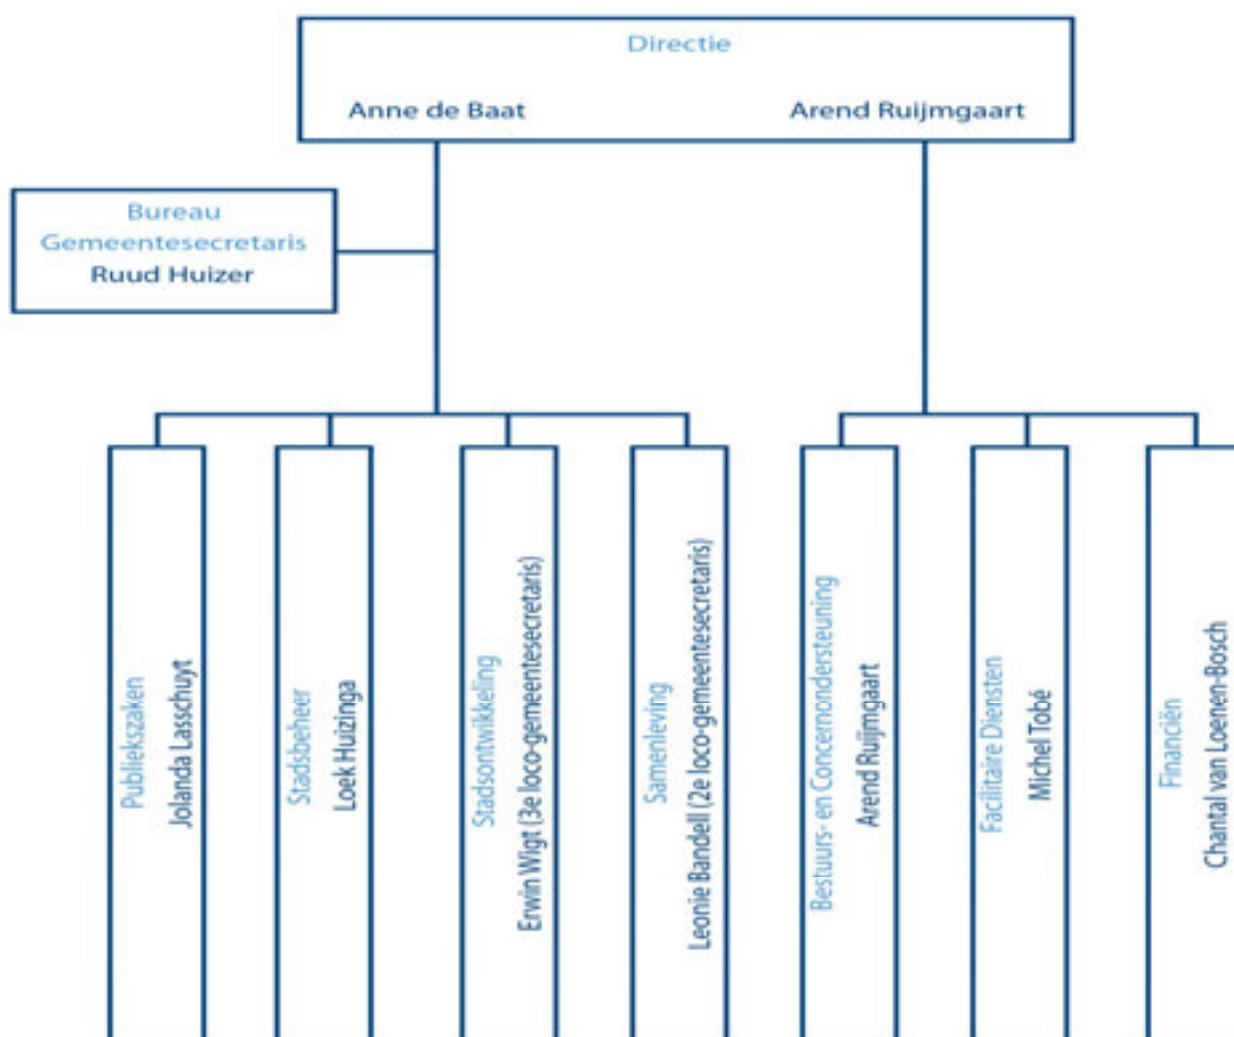 Directie
Anne de Baat
Arend Ruijmgaart
Bureau
Gemeentesecretaris
Ruud Huizer
Publiekszaken
Jolanda Lasschuyt
Stadsbeheer
Loek Huizinga
Stadsontwikkeling
Erwin Wigt (3e loco-gemeentesecretaris)
Samenleving
Leonie Bandell (2e loco-gemeentesecretaris)
Bestuurs- en Concernondersteuning
Arend Ruijmgaart
Facilitaire Diensten
Michel Tobé
Financiën
Chantal van Loenen-Bosch